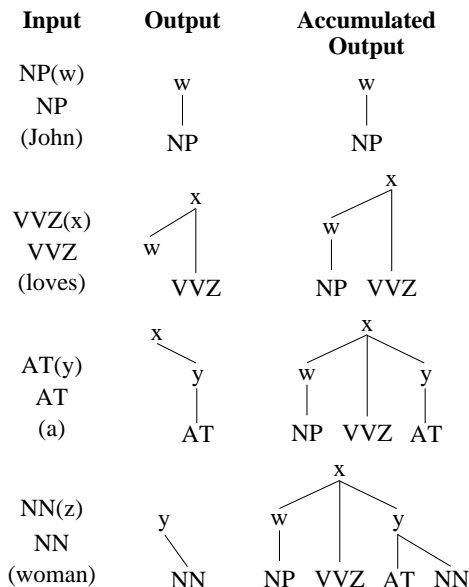 Input Output Accumulated
Output
NP(w)
NP
(John)
w
NP
w
NP
VVZ(x)
VVZ
(loves)
x
w
VVZ
x
w
NP VVZ
AT(y)
AT
(a)
x
y
AT
x
w y
NP VVZ AT
NN(z)
NN
(woman)
y
NN
x
w y
NP VVZ AT NN